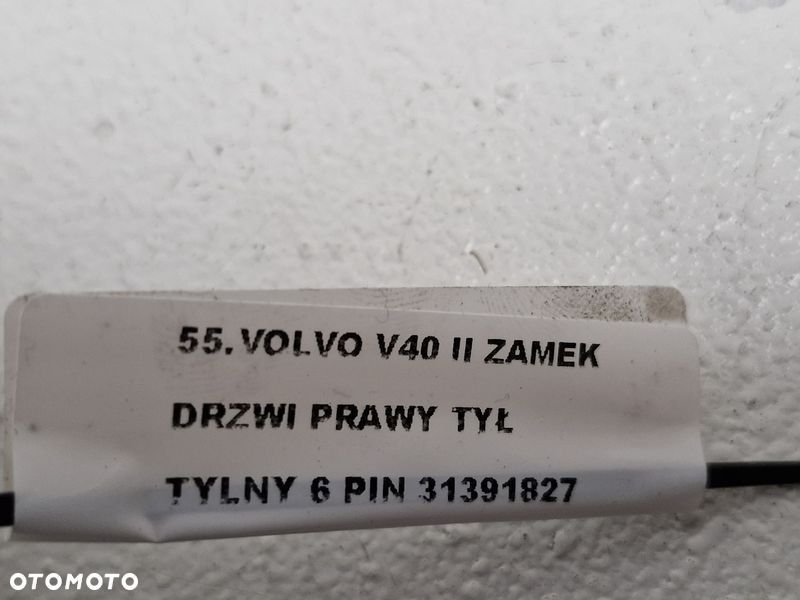 55.VOLVO V40 II ZAMEK
DRZWI PRAWY TYŁ
TYLNY 6 PIN 31391827
OTOMOTO